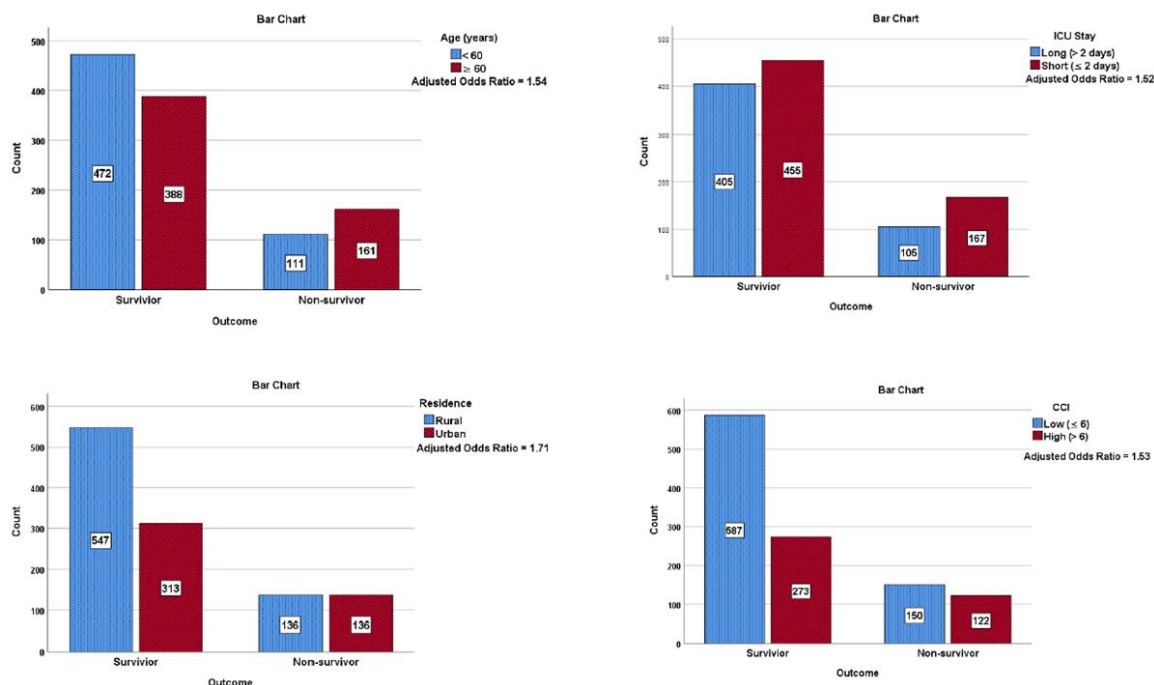 Bar Chart
Age (years)
< 60
≥ 60
Adjusted Odds Ratio = 1.54
Count
500
400
300
200
100
0
472
388
111
161
Survivior
Non-survivor
Outcome
Bar Chart
ICU Stay
Long (> 2 days)
Short (≤ 2 days)
Adjusted Odds Ratio = 1.52
Count
500
400
300
200
100
0
405
455
105
167
Survivor
Non-survivor
Outcome
Bar Chart
Residence
Rural
Urban
Adjusted Odds Ratio = 1.71
Count
600
500
400
300
200
100
0
547
313
136
136
Survivior
Non-survivor
Outcome
Bar Chart
CCI
Low (≤ 6)
High (> 6)
Adjusted Odds Ratio = 1.53
Count
600
500
400
300
200
100
0
587
273
150
122
Survivior
Non-survivor
Outcome